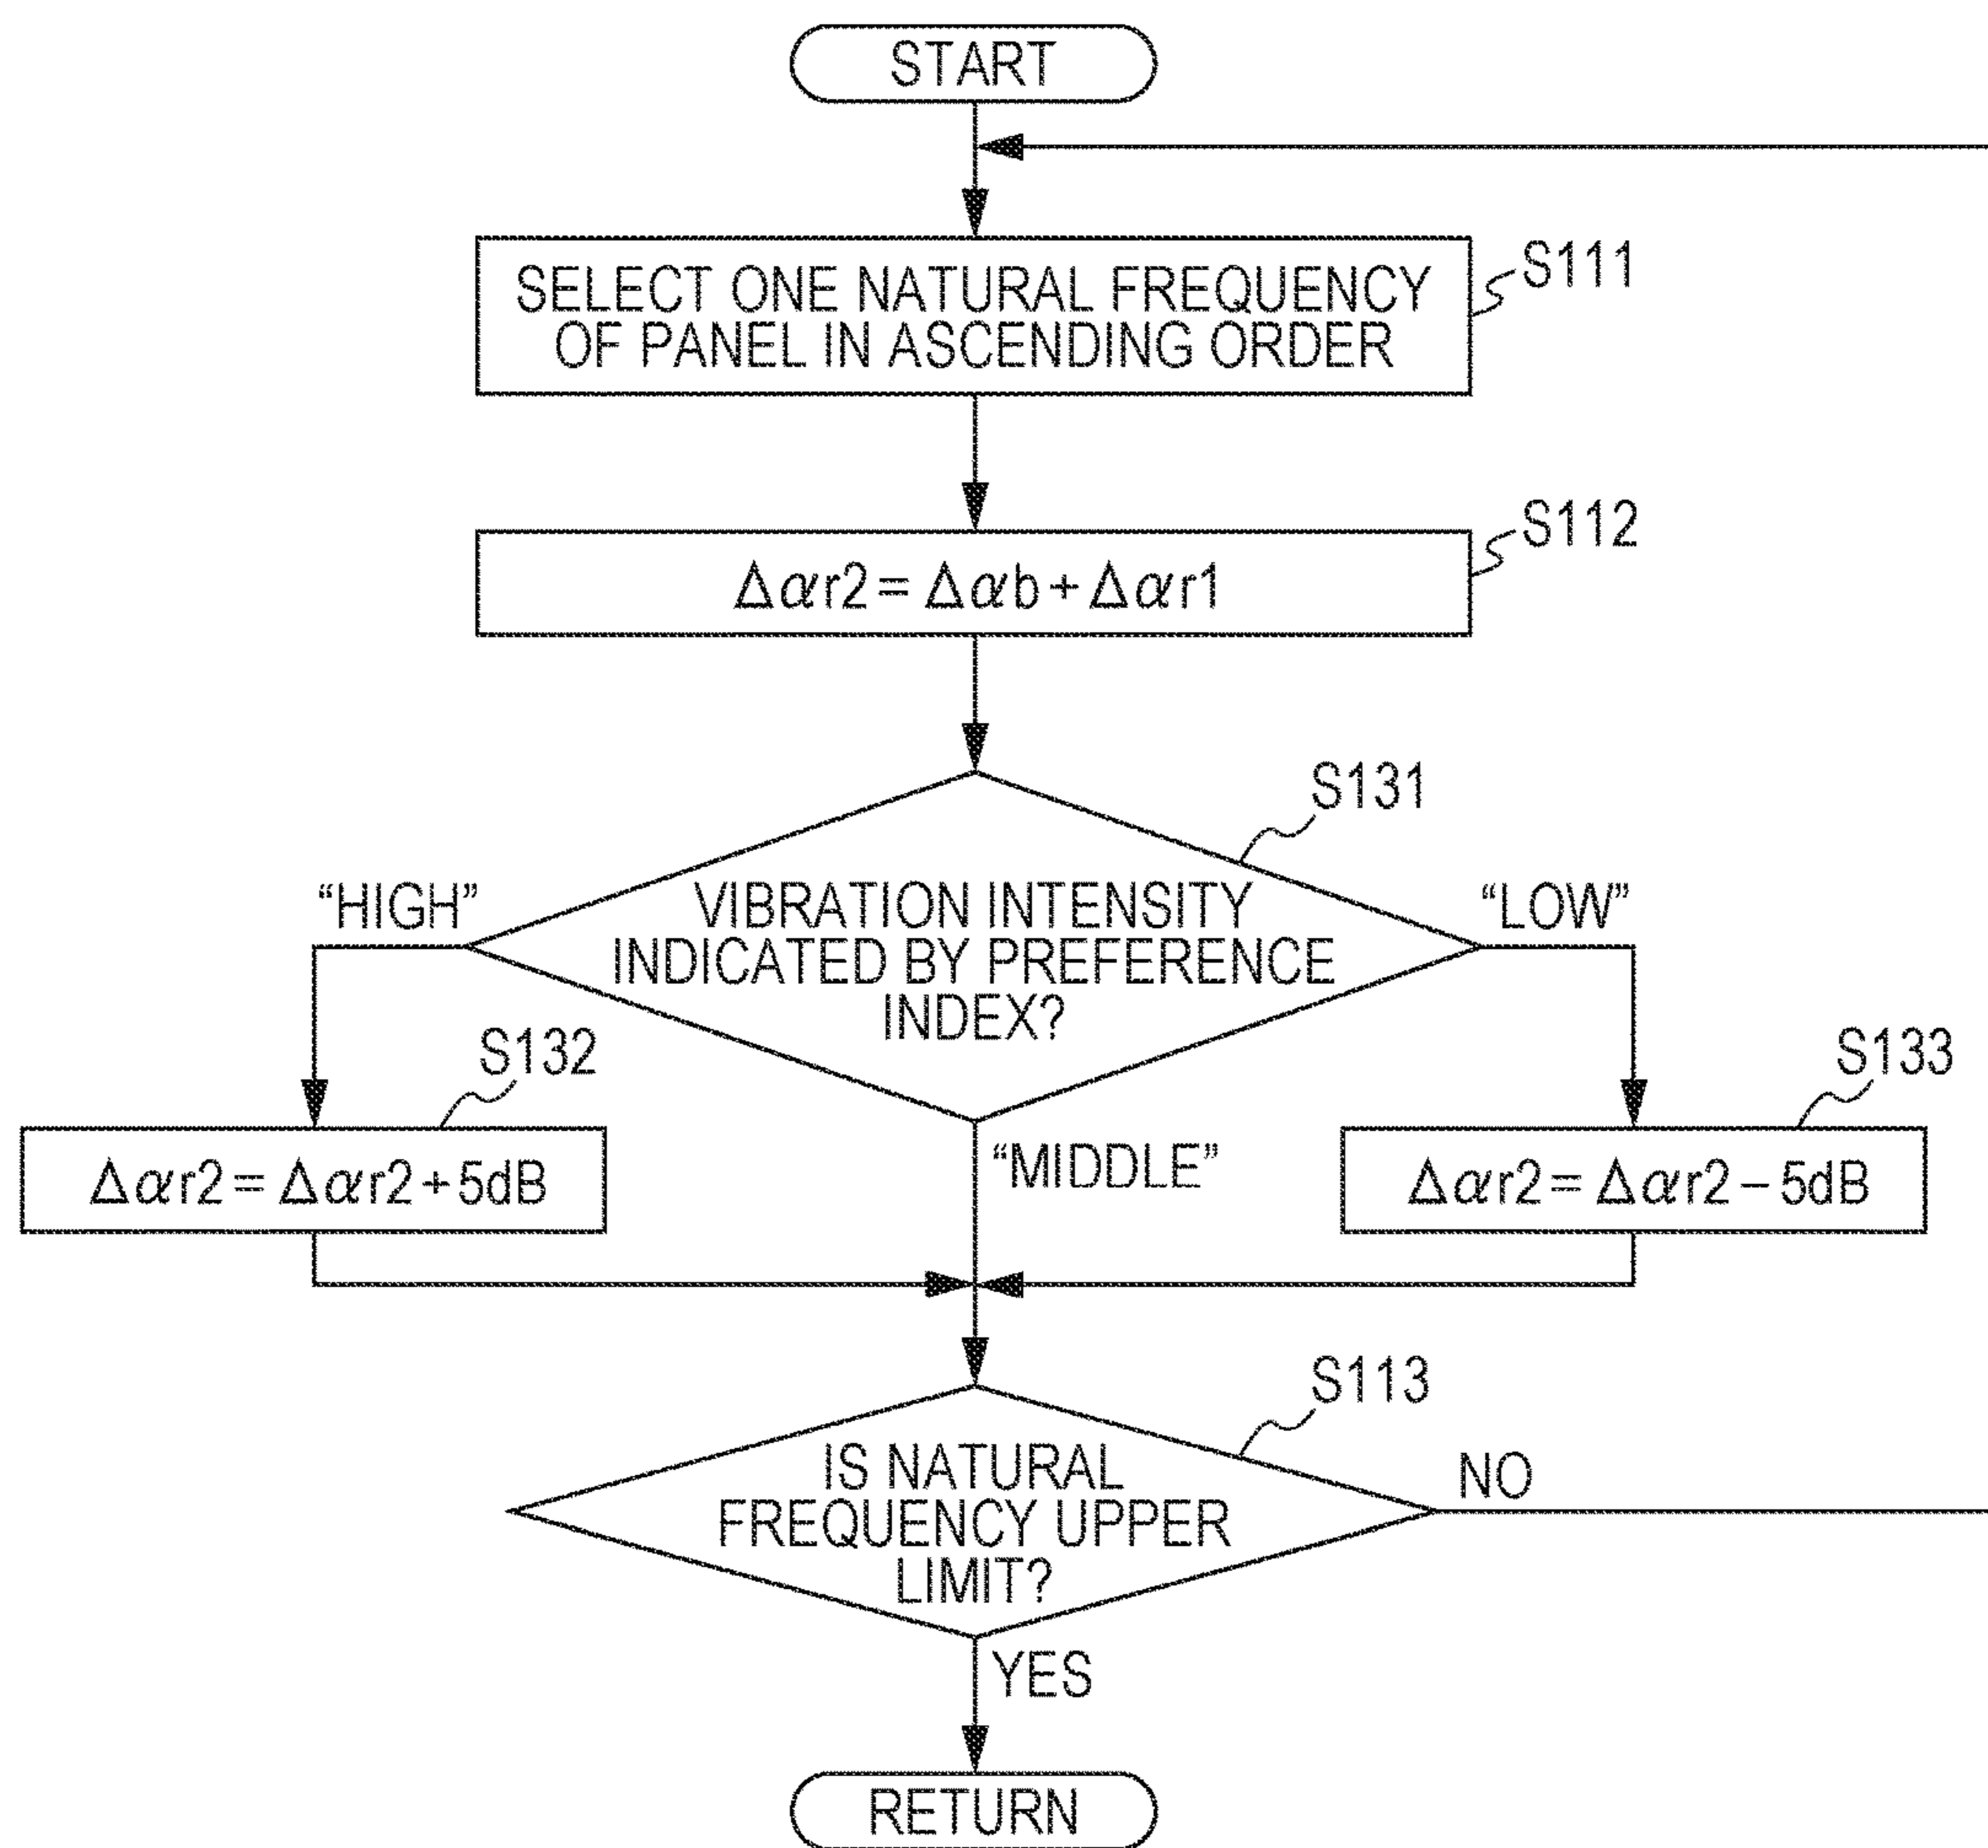 START
SELECT ONE NATURAL FREQUENCY
OF PANEL IN ASCENDING ORDER
S111
Δαr2 = Δαb + Δαr1
S112
S131
VIBRATION INTENSITY
INDICATED BY PREFERENCE
INDEX?
“HIGH”
“LOW”
“MIDDLE”
S132
Δαr2 = Δαr2 + 5dB
S133
Δαr2 = Δαr2 – 5dB
S113
IS NATURAL
FREQUENCY UPPER
LIMIT?
NO
YES
RETURN